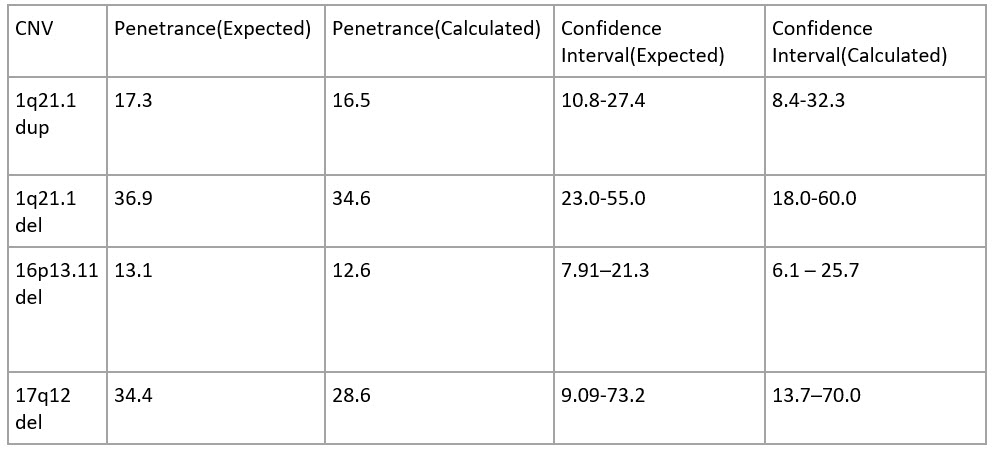 CNV Penetrance(Expected) Penetrance(Calculated) Confidence Interval(Expected) Confidence Interval(Calculated)
1q21.1 dup 17.3 16.5 10.8-27.4 8.4-32.3
1q21.1 del 36.9 34.6 23.0-55.0 18.0-60.0
16p13.11 del 13.1 12.6 7.91–21.3 6.1 – 25.7
17q12 del 34.4 28.6 9.09-73.2 13.7–70.0